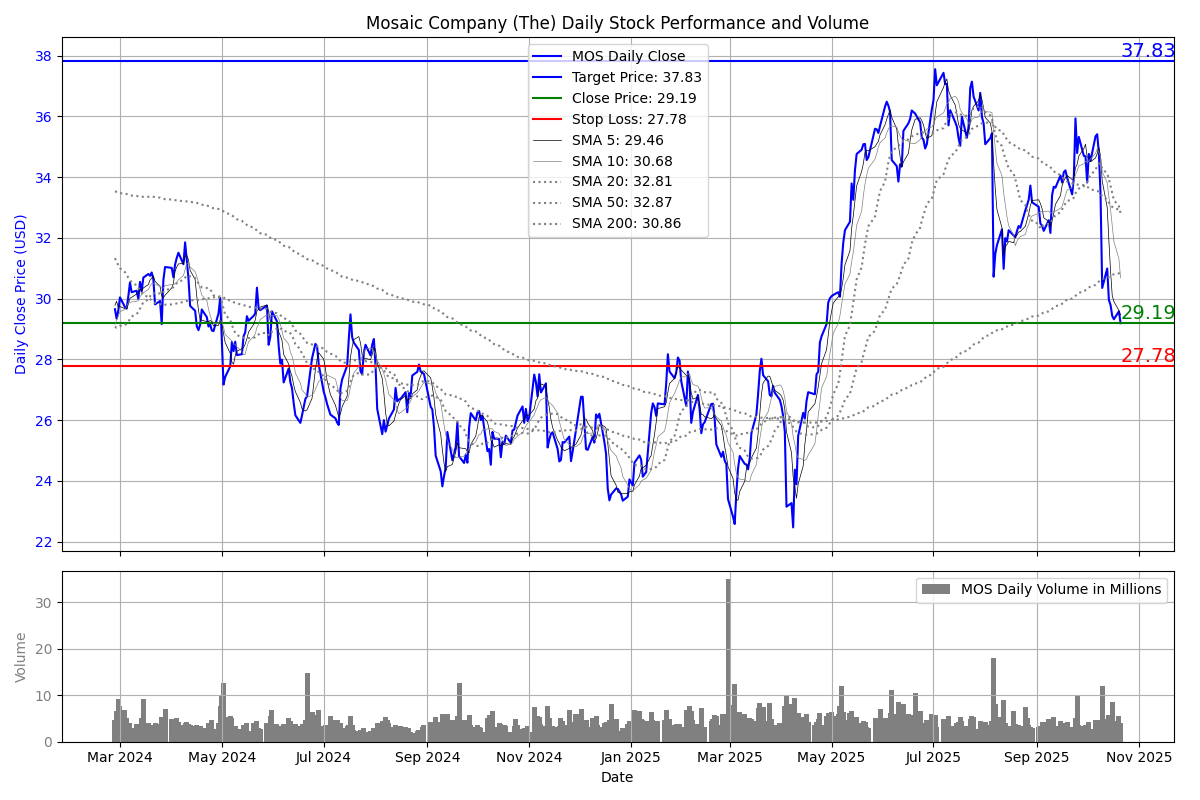 Mosaic Company (The) Daily Stock Performance and Volume
38
36
34
32
30
28
26
24
22
Daily Close Price (USD)
MOS Daily Close
Target Price: 37.83
Close Price: 29.19
Stop Loss: 27.78
SMA 5: 29.46
SMA 10: 30.68
SMA 20: 32.81
SMA 50: 32.87
SMA 200: 30.86
37.83
29.19
27.78
30
20
10
0
Volume
MOS Daily Volume in Millions
Mar 2024 May 2024 Jul 2024 Sep 2024 Nov 2024 Jan 2025 Mar 2025 May 2025 Jul 2025 Sep 2025 Nov 2025
Date